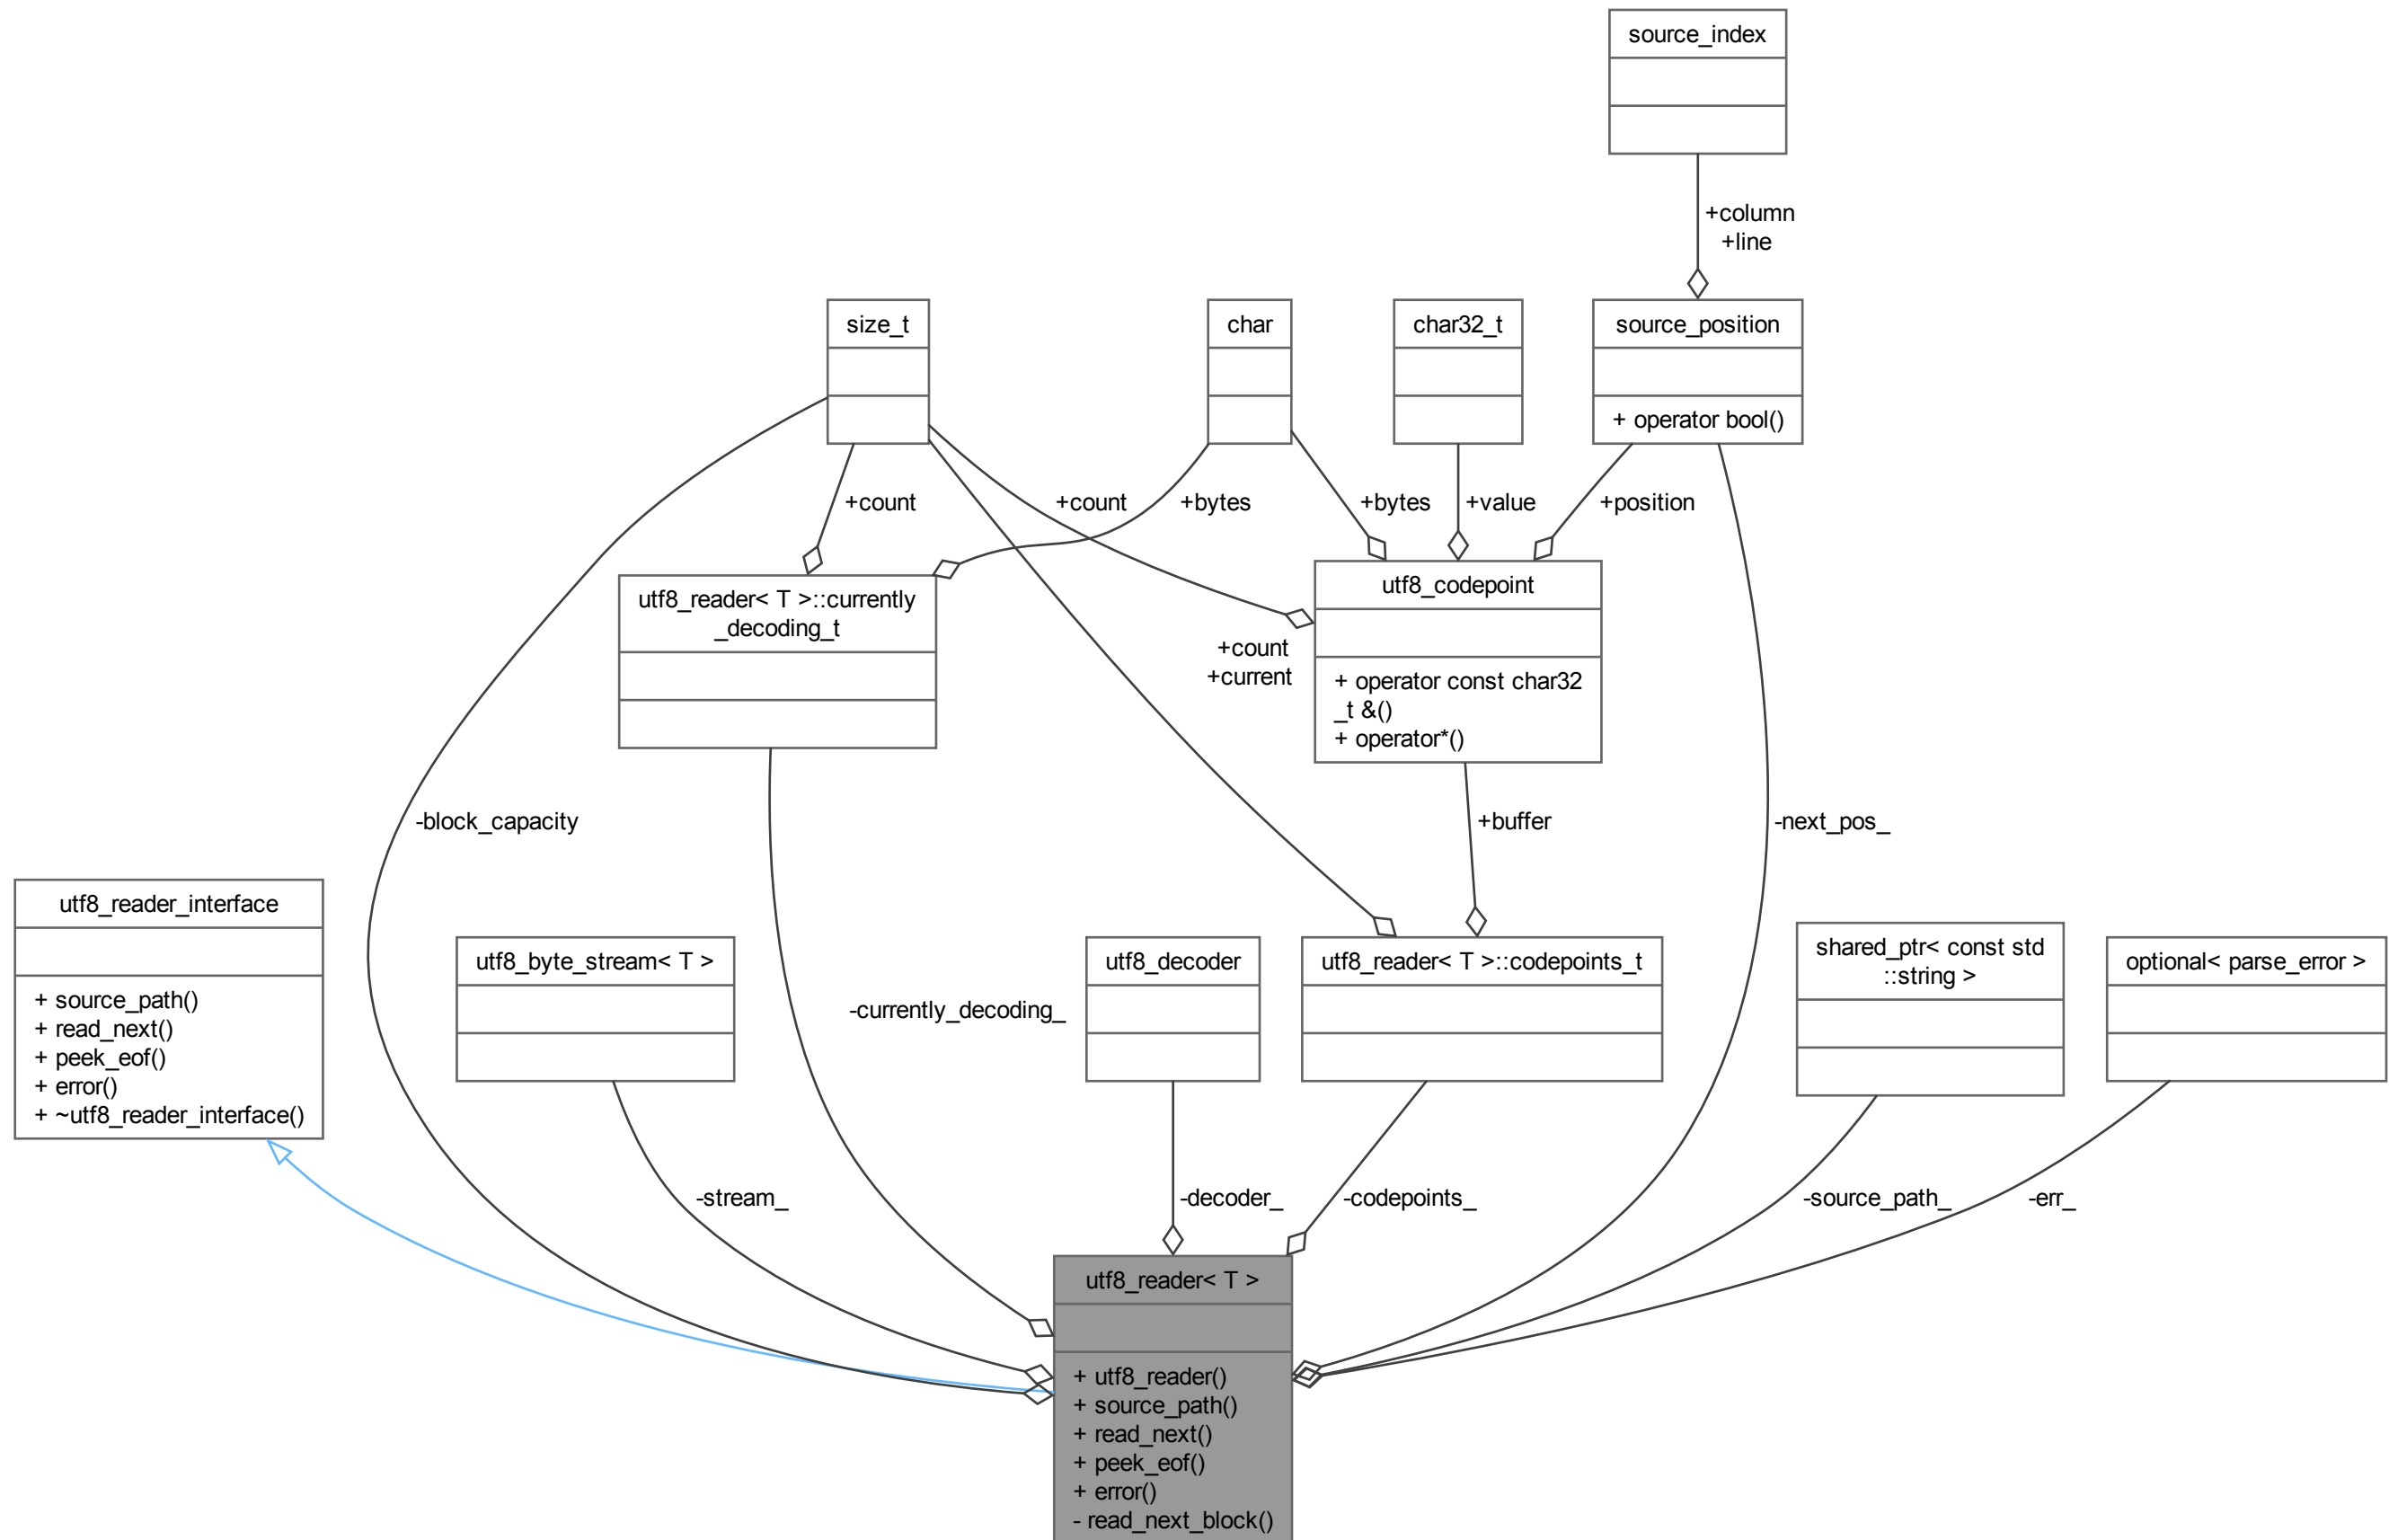 source_index
+column
+line
size_t
char
char32_t
source_position
+ operator bool()
+count
+count
+bytes
+bytes
+value
+position
utf8_reader< T >::currently
_decoding_t
utf8_codepoint
+ operator const char32
_t &()
+ operator*()
+count
+current
-block_capacity
+buffer
-next_pos_
utf8_reader_interface
+ source_path()
+ read_next()
+ peek_eof()
+ error()
+ ~utf8_reader_interface()
utf8_byte_stream< T >
-currently_decoding_
utf8_decoder
utf8_reader< T >::codepoints_t
shared_ptr< const std
::string >
optional< parse_error >
-stream_
-decoder_
-codepoints_
-source_path_
-err_
utf8_reader< T >
+ utf8_reader()
+ source_path()
+ read_next()
+ peek_eof()
+ error()
- read_next_block()